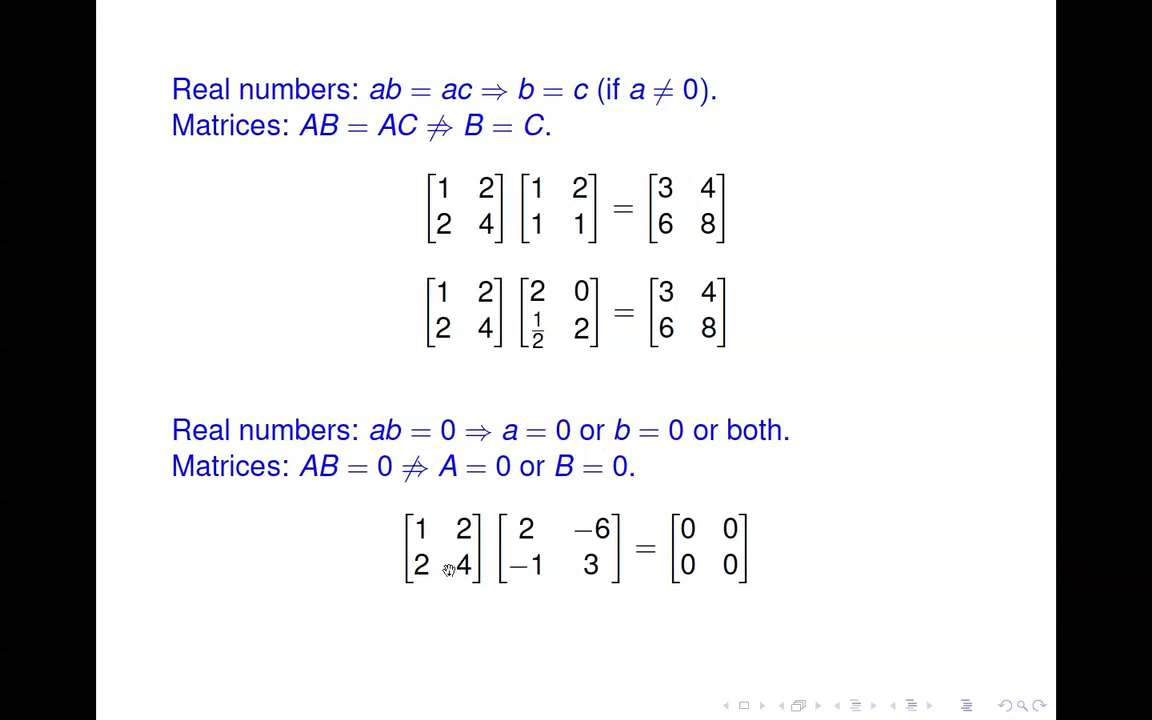 Real numbers: ab = ac ⇒ b = c (if a ≠ 0).
Matrices: AB = AC ⇏ B = C.
[1 2; 2 4] [1 2; 1 1] = [3 4; 6 8]
[1 2; 2 4] [2 0; 1/2 2] = [3 4; 6 8]
Real numbers: ab = 0 ⇒ a = 0 or b = 0 or both.
Matrices: AB = 0 ⇏ A = 0 or B = 0.
[1 2; 2 4] [2 −6; −1 3] = [0 0; 0 0]